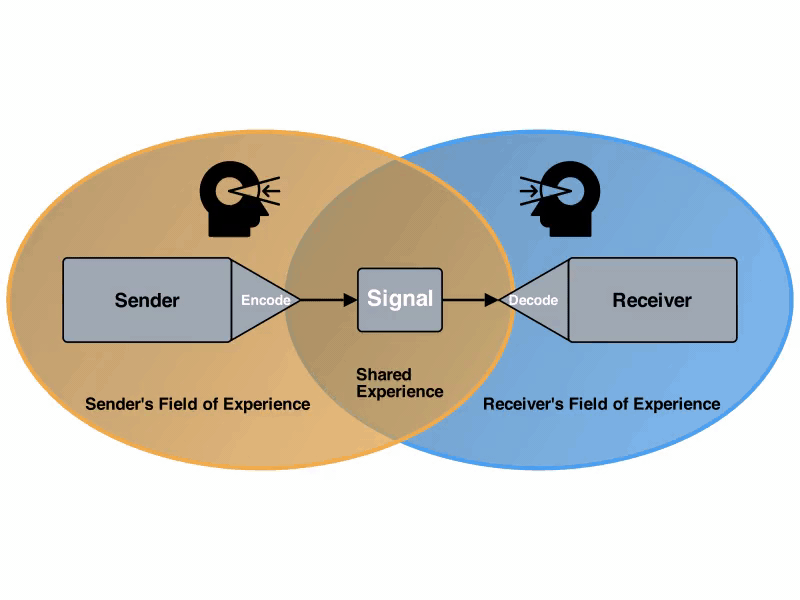 Sender
Encode
Signal
Decode
Receiver
Shared
Experience
Sender's Field of Experience
Receiver's Field of Experience